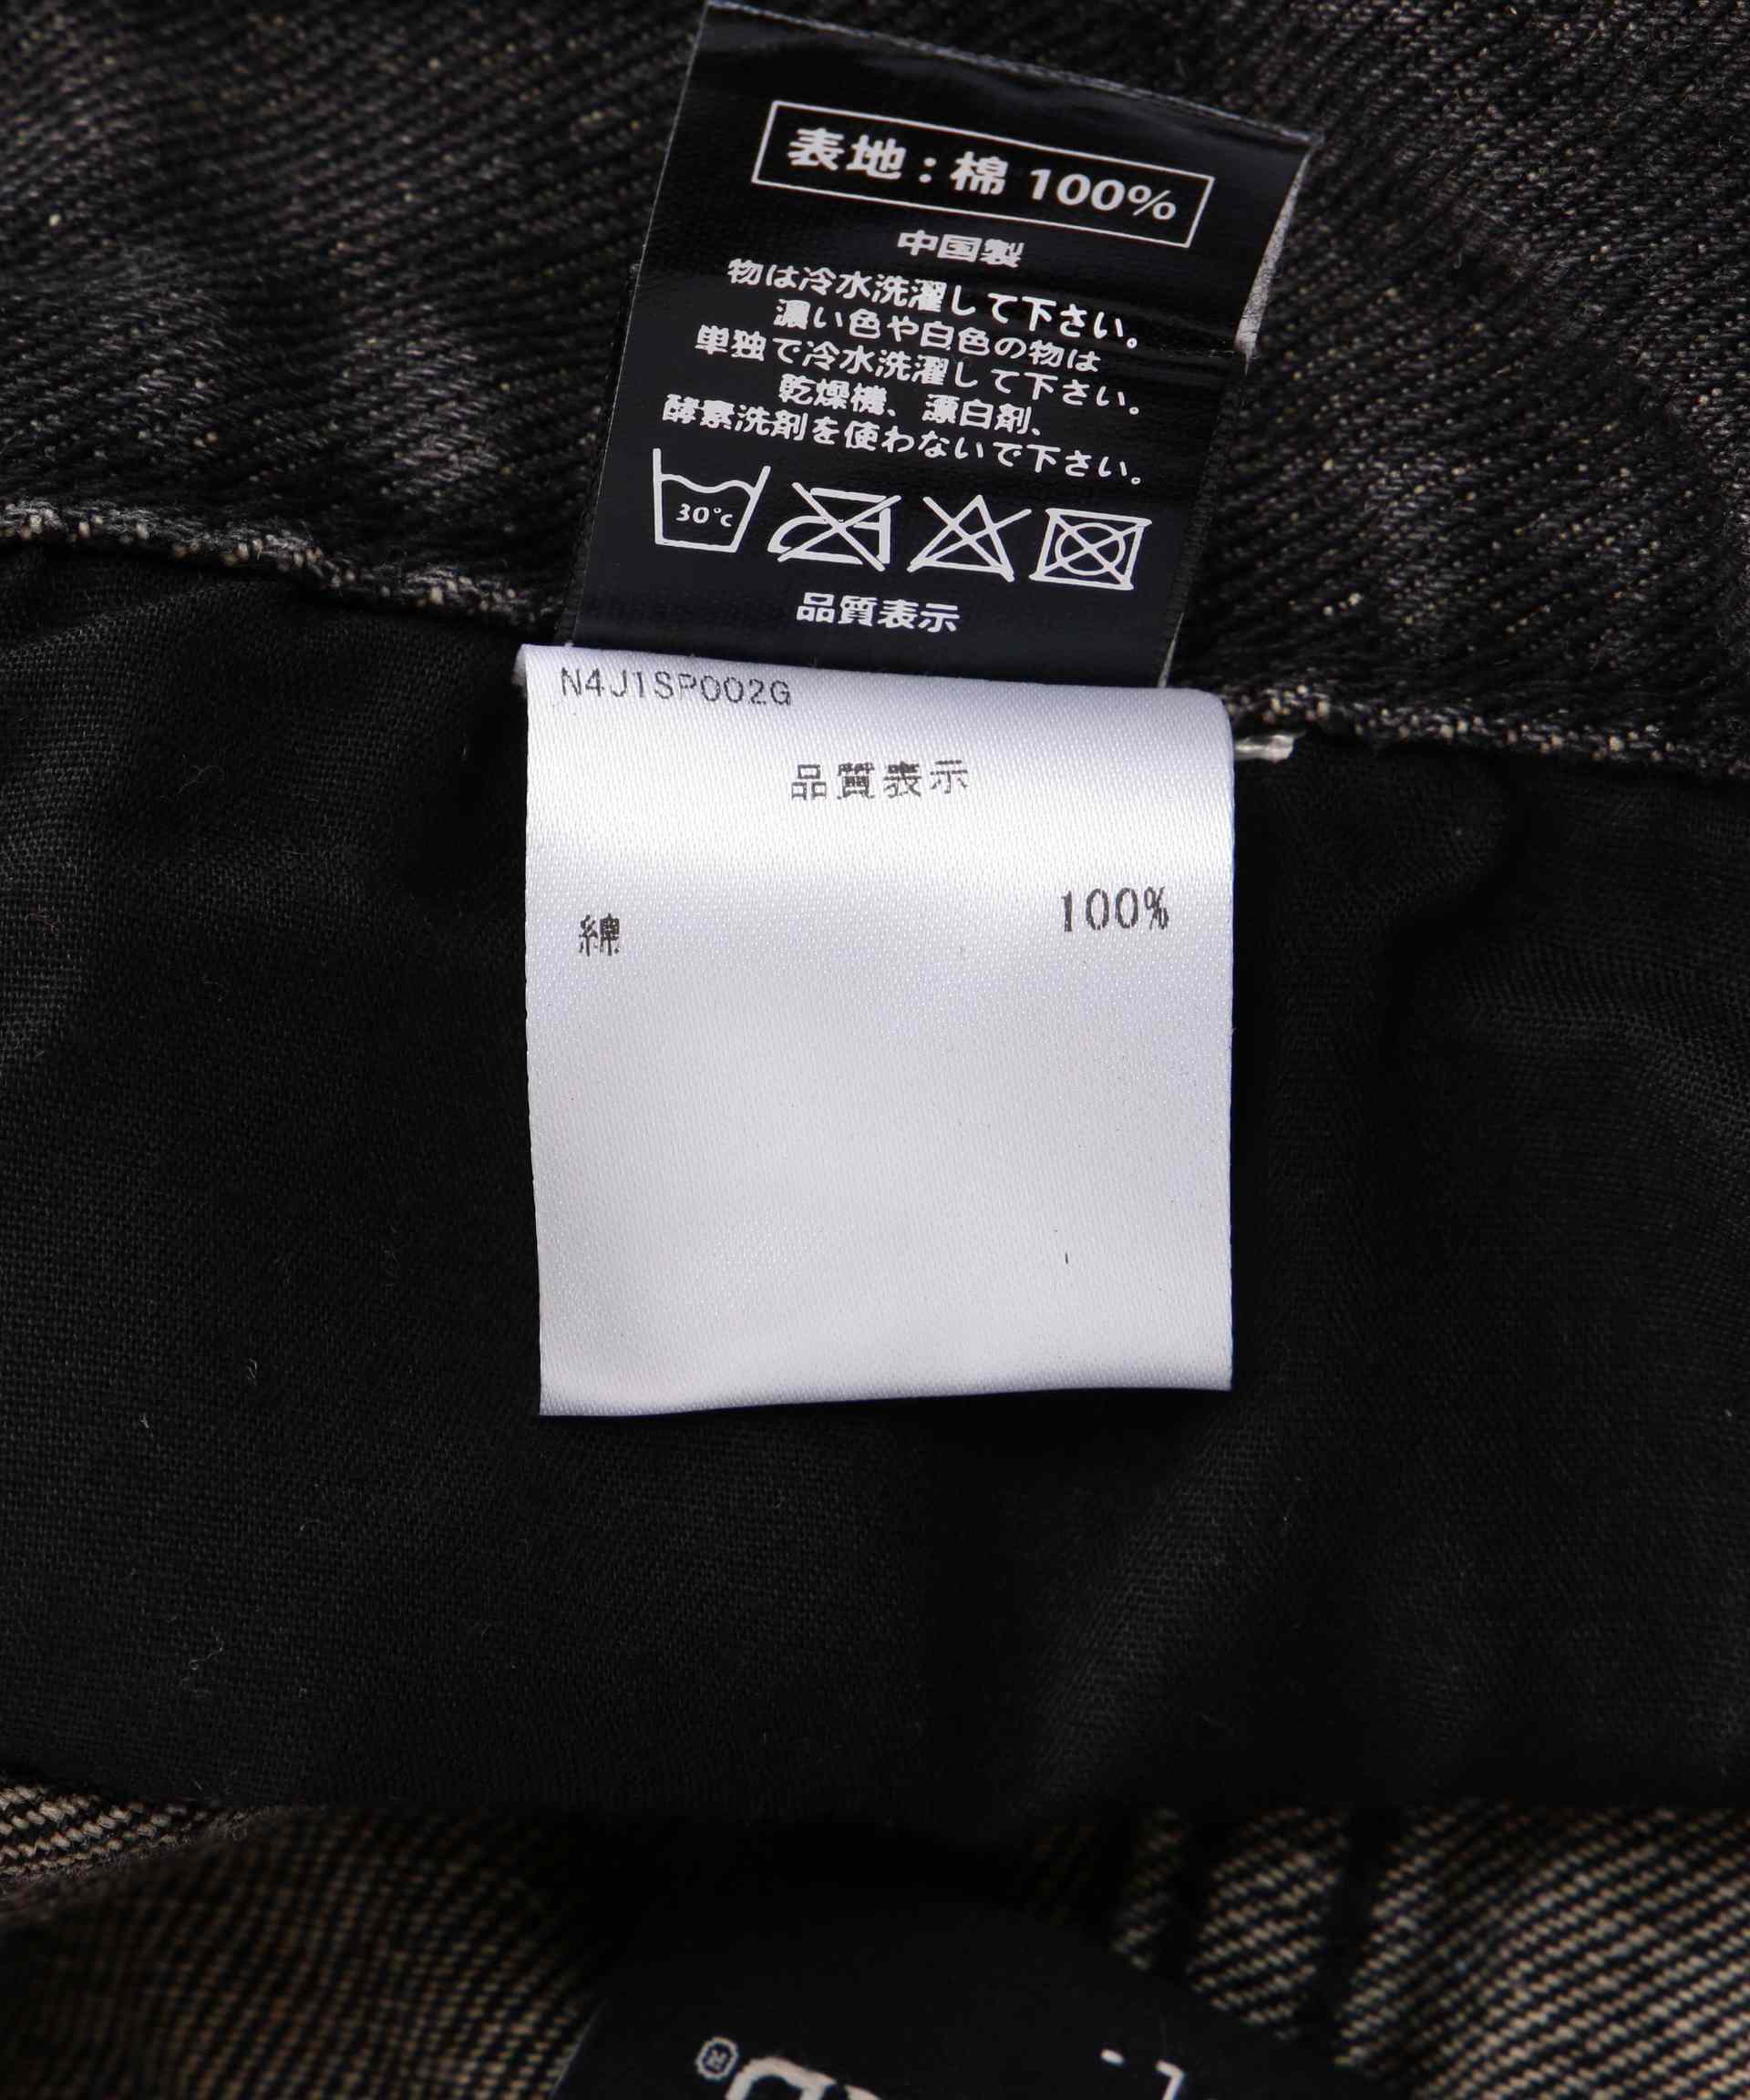 表地：棉 100%
中国製
物は冷水洗濯して下さい。
濃い色や白色の物は
単独で冷水洗濯して下さい。
乾燥機、漂白剤、
酵素洗剤を使わないで下さい。
30°c
品質表示
N4J1SP002G
品質表示
綿 100%
®